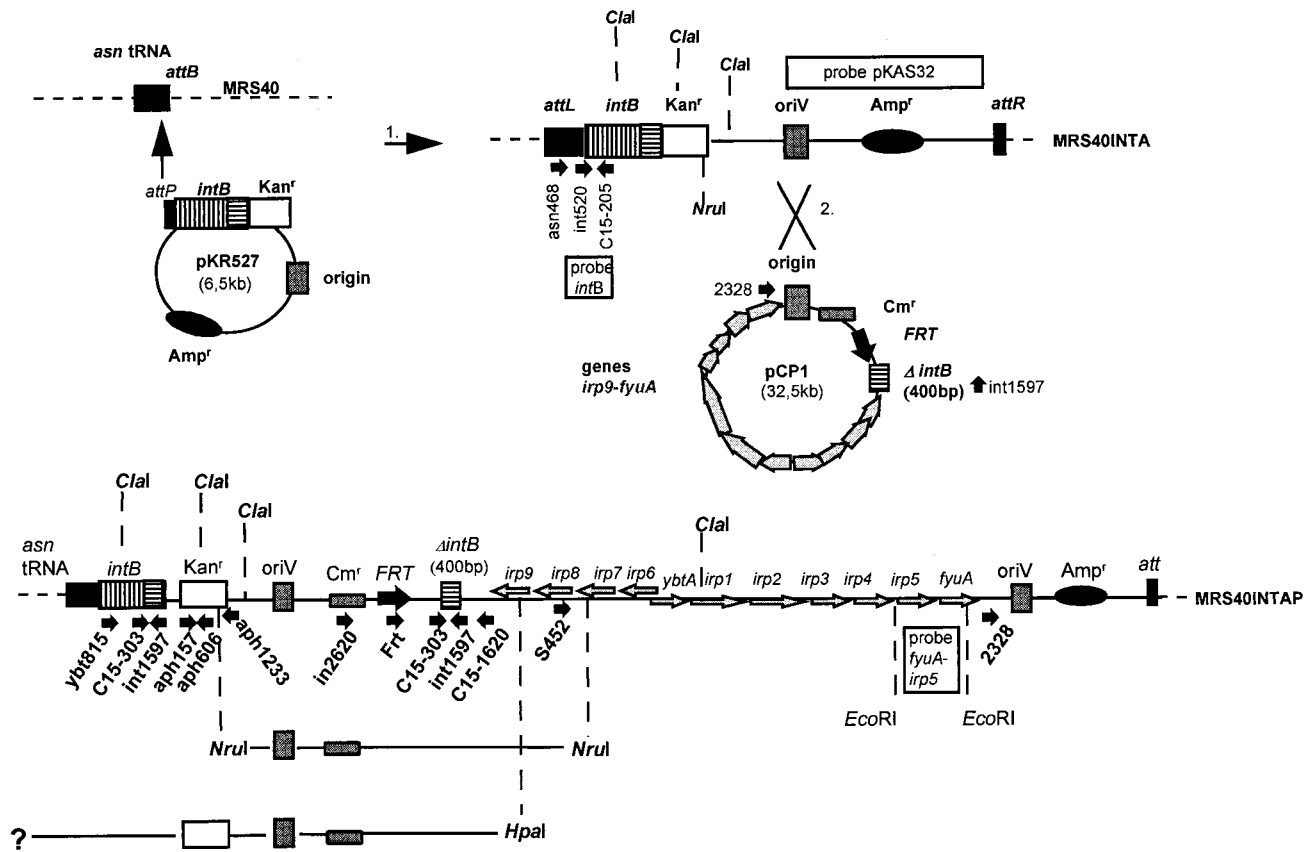 asn tRNA
attB
MRS40
attP
intB
Kanʳ
pKR527
(6,5kb)
origin
Ampʳ
1.
ClaI
ClaI
ClaI
probe pKAS32
attL
intB
Kanʳ
oriV
Ampʳ
attR
MRS40INTA
asn468
int520
C15-205
NruI
probe
intB
2.
origin
2328
Cmʳ
FRT
genes
irp9-fyuA
pCP1
(32,5kb)
Δ intB
(400bp)
int1597
ClaI
ClaI
ClaI
ClaI
asn
tRNA
intB
Kanʳ
oriV
Cmʳ
FRT
ΔintB
(400bp)
irp9
irp8
irp7
irp6
ybtA
irp1
irp2
irp3
irp4
irp5
fyuA
oriV
Ampʳ
att
MRS40INTAP
ybt815
C15-303
int1597
aph157
aph606
aph1233
in2620
Frt
C15-303
int1597
C15-1620
S452
probe
fyuA-
irp5
2328
EcoRI
EcoRI
NruI
NruI
?
HpaI